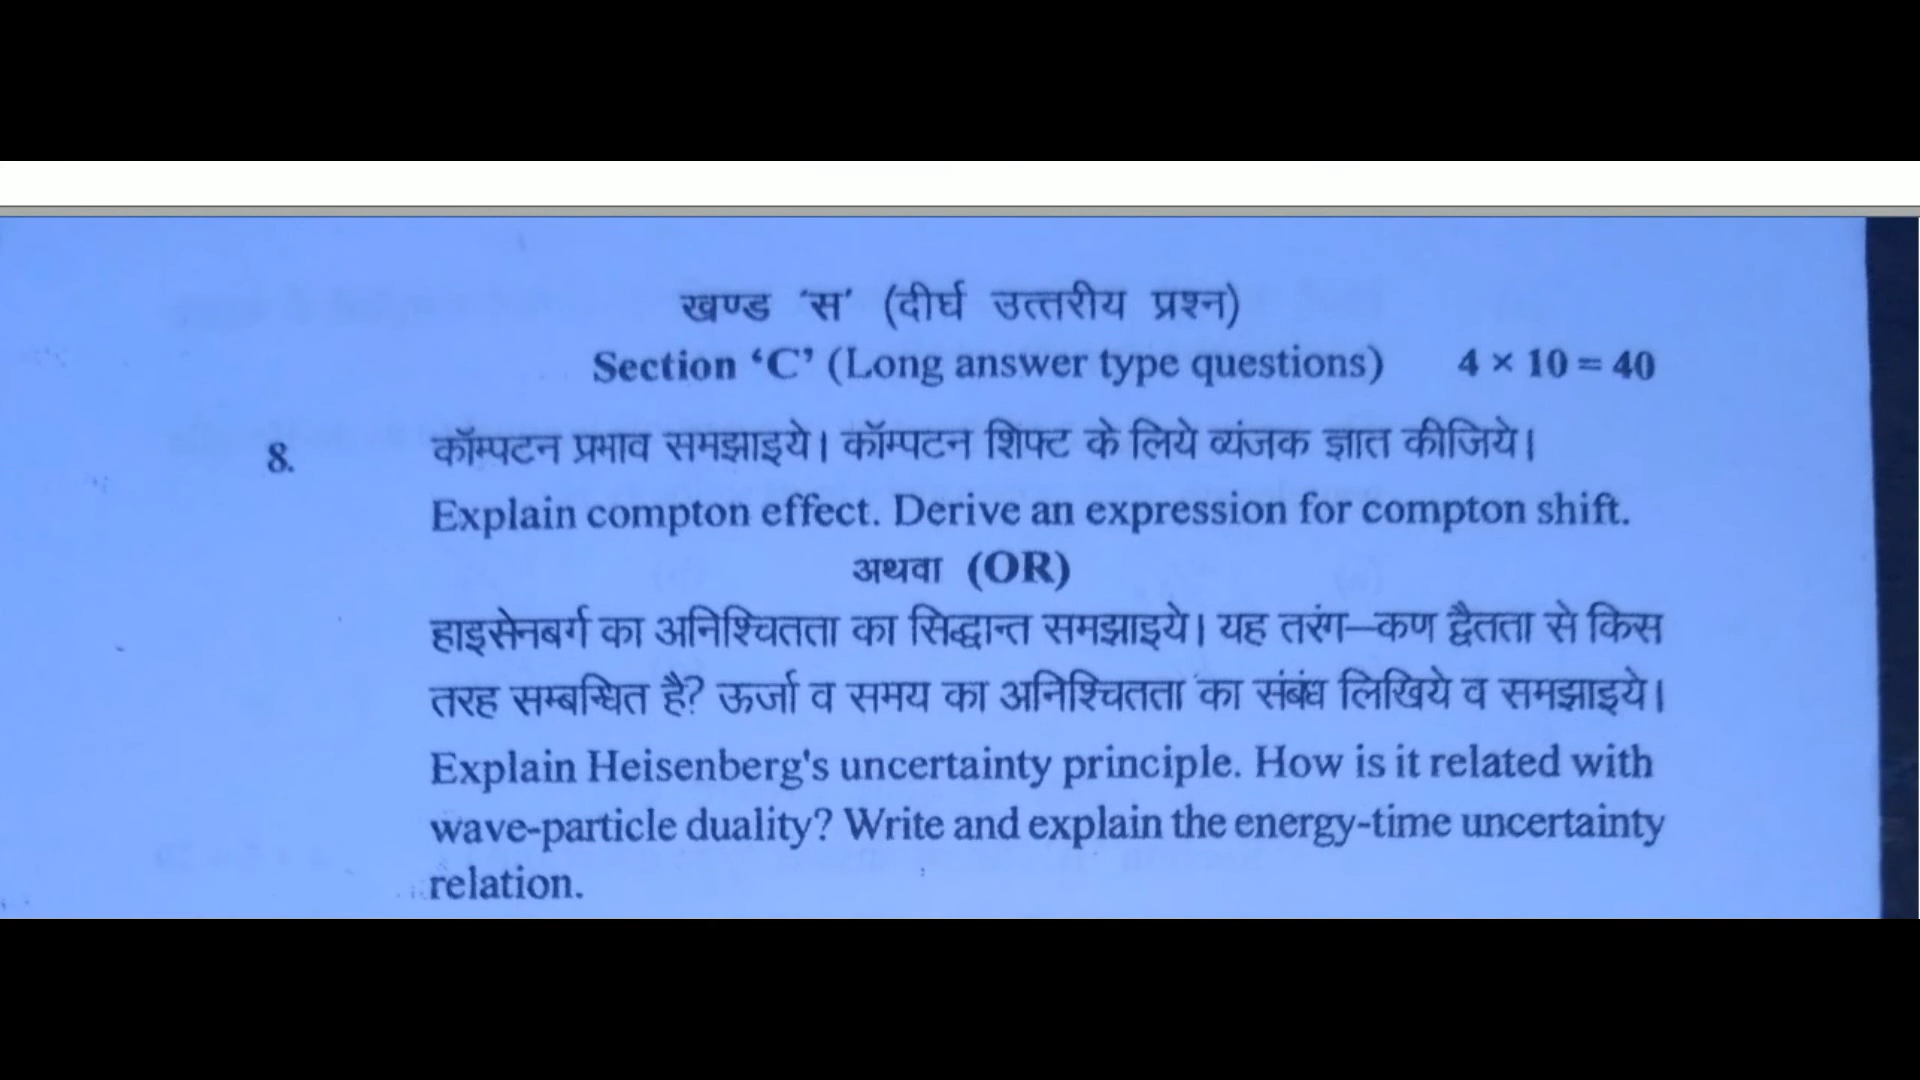 खण्ड 'स' (दीर्घ उत्तरीय प्रश्न)
Section ‘C’ (Long answer type questions) 4 × 10 = 40
8. कॉम्पटन प्रभाव समझाइये। कॉम्पटन शिफ्ट के लिये व्यंजक ज्ञात कीजिये।
Explain compton effect. Derive an expression for compton shift.
अथवा (OR)
हाइसेनबर्ग का अनिश्चितता का सिद्धान्त समझाइये। यह तरंग–कण द्वैतता से किस
तरह सम्बन्धित है? ऊर्जा व समय का अनिश्चितता का संबंध लिखिये व समझाइये।
Explain Heisenberg's uncertainty principle. How is it related with
wave-particle duality? Write and explain the energy-time uncertainty
relation.